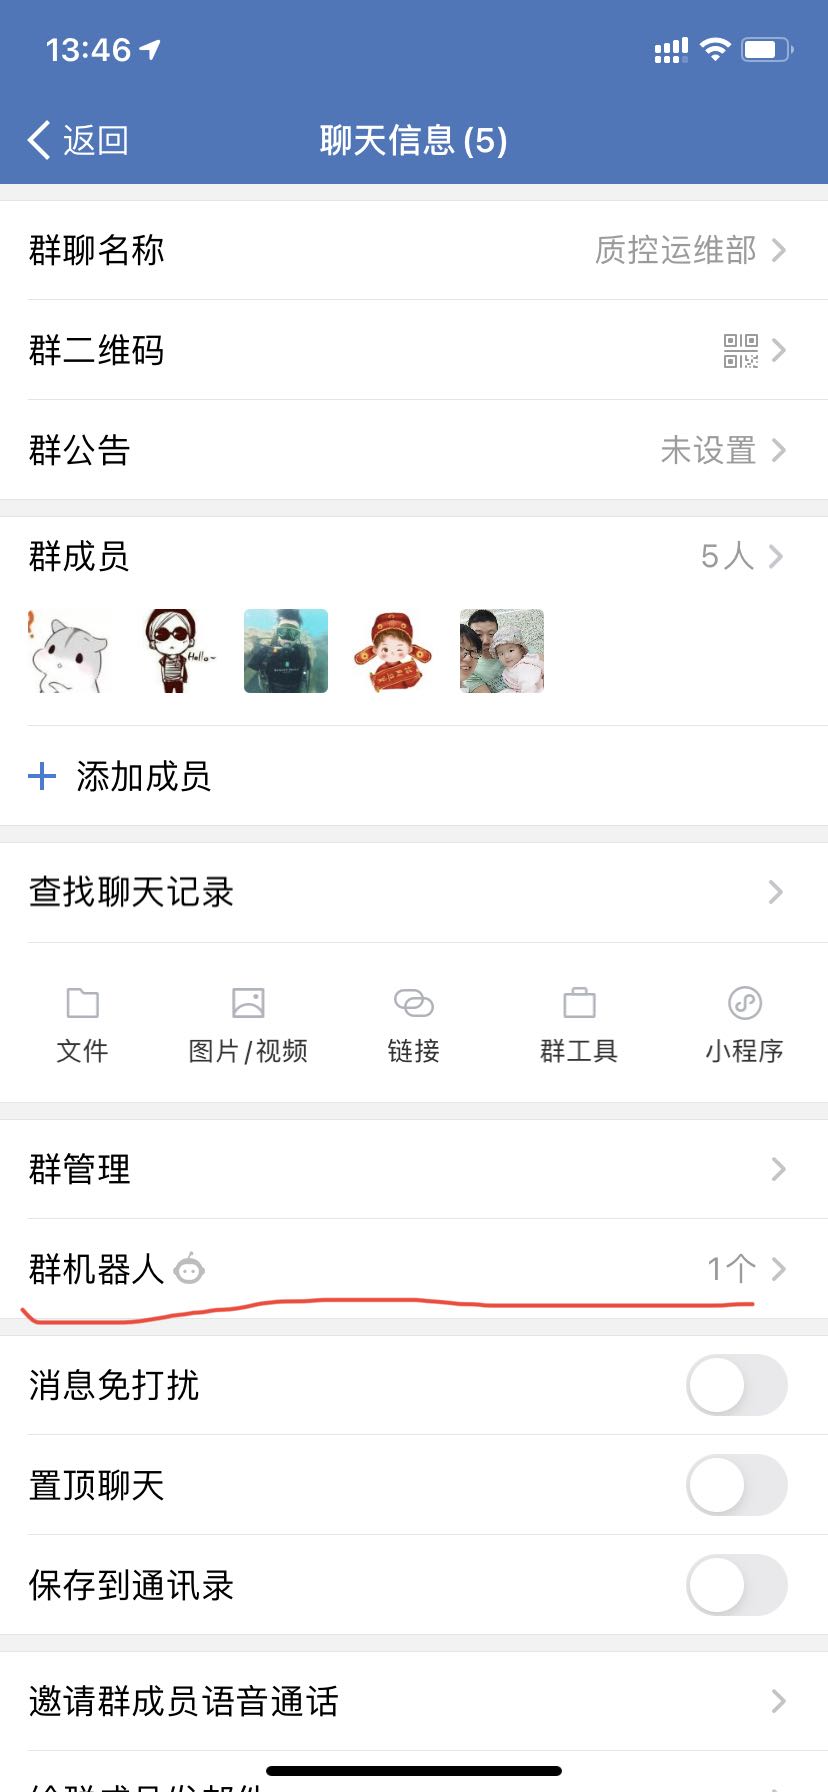 13:46
返回
聊天信息(5)
群聊名称 质控运维部
群二维码
群公告 未设置
群成员 5人
Hello~
添加成员
查找聊天记录
文件 图片/视频 链接 群工具 小程序
群管理
群机器人 1个
消息免打扰
置顶聊天
保存到通讯录
邀请群成员语音通话